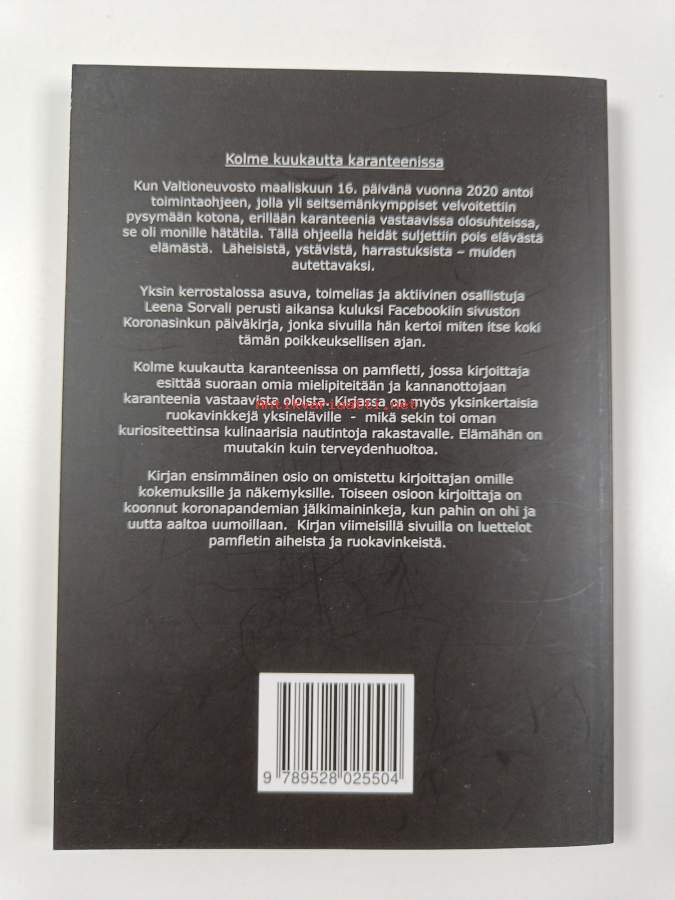 Kolme kuukautta karanteenissa
Kun Valtioneuvosto maaliskuun 16. päivänä vuonna 2020 antoi
toimintaohjeen, jolla yli seitsemänkymppiset velvoitettiin
pysymään kotona, erillään karanteenia vastaavissa olosuhteissa,
se oli monille hätätila. Tällä ohjeella heidät suljettiin pois elävästä
elämästä.  Läheisistä, ystävistä, harrastuksista – muiden
autettavaksi.
Yksin kerrostalossa asuva, toimelias ja aktiivinen osallistuja
Leena Sorvali perusti aikansa kuluksi Facebookiin sivuston
Koronasinkun päiväkirja, jonka sivuilla hän kertoi miten itse koki
tämän poikkeuksellisen ajan.
Kolme kuukautta karanteenissa on pamfletti, jossa kirjoittaja
esittää suoraan omia mielipiteitään ja kannanottojaan
karanteenia vastaavista oloista. Kirjassa on myös yksinkertaisia
Antikvariaatti.net
ruokavinkkejä yksineläville  -  mikä sekin toi oman
kuriositeettinsa kulinaarisia nautintoja rakastavalle. Elämähän on
muutakin kuin terveydenhuoltoa.
Kirjan ensimmäinen osio on omistettu kirjoittajan omille
kokemuksille ja näkemyksille. Toiseen osioon kirjoittaja on
koonnut koronapandemian jälkimaininkeja, kun pahin on ohi ja
uutta aaltoa uumoillaan.  Kirjan viimeisillä sivuilla on luettelot
pamfletin aiheista ja ruokavinkeistä.
9 789528 025504